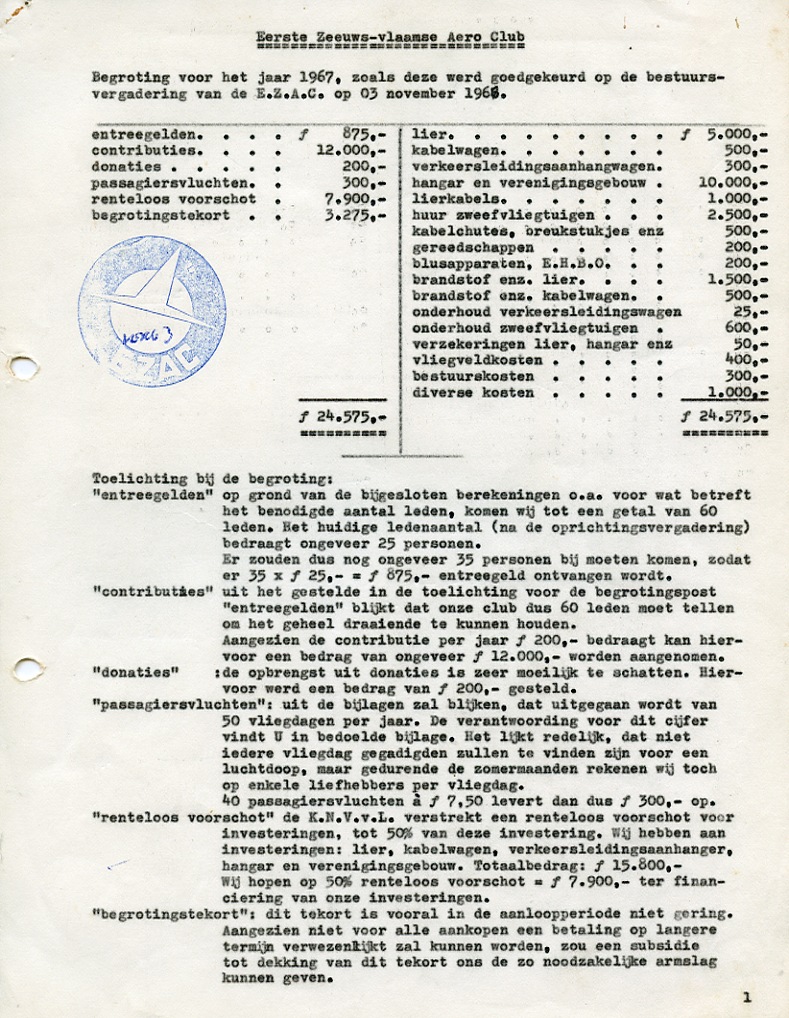 Eerste Zeeuws-vlaamse Aero Club
Begroting voor het jaar 1967, zoals deze werd goedgekeurd op de bestuurs-
vergadering van de E.Z.A.C. op 03 november 1966.
entreegelden. . . . ƒ 875,-
contributies. . . . 12.000,-
donaties . . . . . 200,-
passagiersvluchten. . 300,-
renteloos voorschot . 7.900,-
begrotingstekort . . 3.275,-
ƒ 24.575,-
lier. . . . . . . . . ƒ 5.000,-
kabelwagen. . . . . . . 500,-
verkeersleidingsaanhangwagen. 300,-
hangar en verenigingsgebouw . 10.000,-
lierkabels. . . . . . . 1.000,-
huur zweefvliegtuigen . . . 2.500,-
kabelchutes, breukstukjes enz 500,-
gereedschappen . . . . . 200,-
blusapparaten, E.H.B.O. . . 200,-
brandstof enz. lier. . . . 1.500,-
brandstof enz. kabelwagen. . 500,-
onderhoud verkeersleidingswagen 25,-
onderhoud zweefvliegtuigen . 600,-
verzekeringen lier, hangar enz 50,-
vliegveldkosten . . . . . 400,-
bestuurskosten . . . . . 300,-
diverse kosten . . . . . 1.000,-
ƒ 24.575,-
EZAC
Toelichting bij de begroting:
"entreegelden" op grond van de bijgesloten berekeningen o.a. voor wat betreft
het benodigde aantal leden, komen wij tot een getal van 60
leden. Het huidige ledenaantal (na de oprichtingsvergadering)
bedraagt ongeveer 25 personen.
Er zouden dus nog ongeveer 35 personen bij moeten komen, zodat
er 35 x ƒ 25,- = ƒ 875,- entreegeld ontvangen wordt.
"contributies" uit het gestelde in de toelichting voor de begrotingspost
"entreegelden" blijkt dat onze club dus 60 leden moet tellen
om het geheel draaiende te kunnen houden.
Aangezien de contributie per jaar ƒ 200,- bedraagt kan hier-
voor een bedrag van ongeveer ƒ 12.000,- worden aangenomen.
"donaties" :de opbrengst uit donaties is zeer moeilijk te schatten. Hier-
voor werd een bedrag van ƒ 200,- gesteld.
"passagiersvluchten": uit de bijlagen zal blijken, dat uitgegaan wordt van
50 vliegdagen per jaar. De verantwoording voor dit cijfer
vindt U in bedoelde bijlage. Het lijkt redelijk, dat niet
iedere vliegdag gegadigden zullen te vinden zijn voor een
luchtdoop, maar gedurende de zomermaanden rekenen wij toch
op enkele liefhebbers per vliegdag.
40 passagiersvluchten à ƒ 7,50 levert dan dus ƒ 300,- op.
"renteloos voorschot" de K.N.V.v.L. verstrekt een renteloos voorschot voor
investeringen, tot 50% van deze investering. Wij hebben aan
investeringen: lier, kabelwagen, verkeersleidingsaanhanger,
hangar en verenigingsgebouw. Totaalbedrag: ƒ 15.800,-
Wij hopen op 50% renteloos voorschot = ƒ 7.900,- ter finan-
ciering van onze investeringen.
"begrotingstekort": dit tekort is vooral in de aanloopperiode niet gering.
Aangezien niet voor alle aankopen een betaling op langere
termijn verwezenlijkt zal kunnen worden, zou een subsidie
tot dekking van dit tekort ons de zo noodzakelijke armslag
kunnen geven.
1